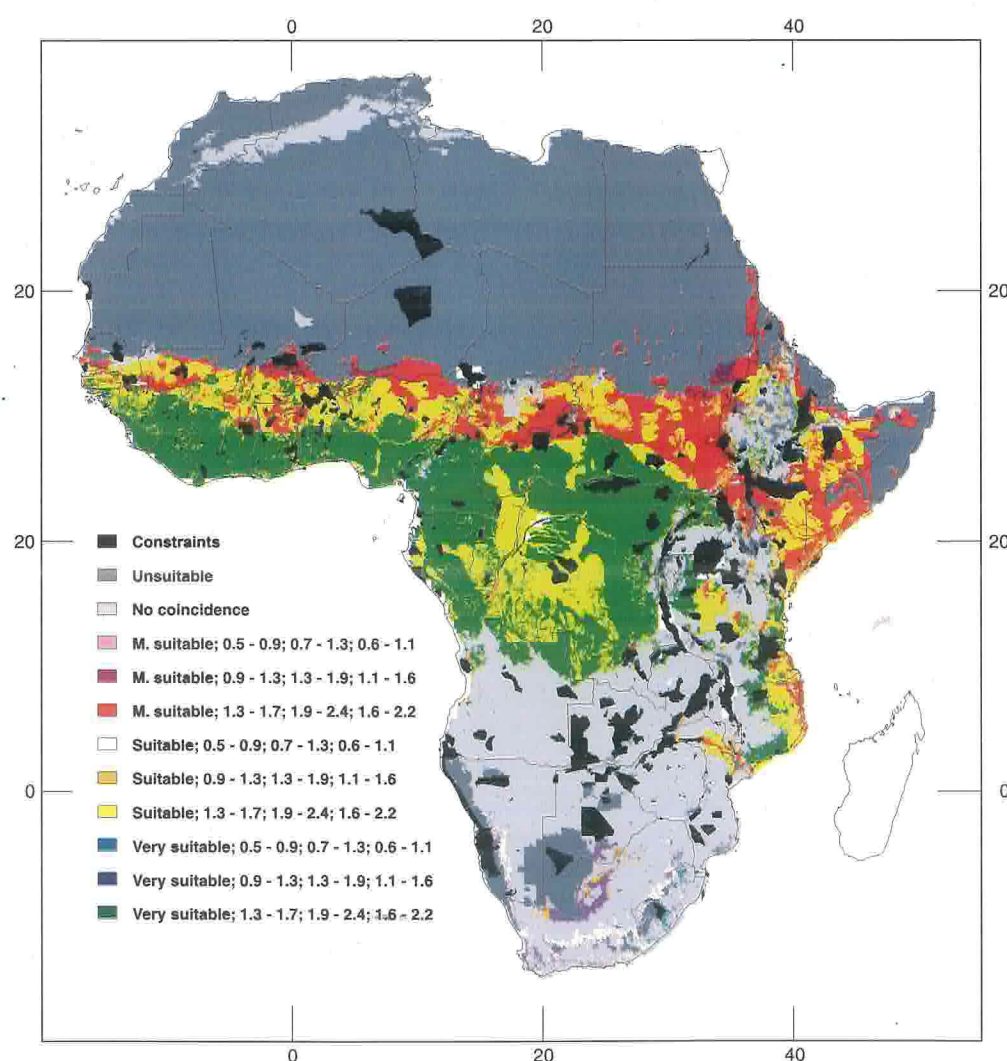 0 20 40
20 20
20 20
Constraints
Unsuitable
No coincidence
M. suitable; 0.5 - 0.9; 0.7 - 1.3; 0.6 - 1.1
M. suitable; 0.9 - 1.3; 1.3 - 1.9; 1.1 - 1.6
M. suitable; 1.3 - 1.7; 1.9 - 2.4; 1.6 - 2.2
Suitable; 0.5 - 0.9; 0.7 - 1.3; 0.6 - 1.1
Suitable; 0.9 - 1.3; 1.3 - 1.9; 1.1 - 1.6
Suitable; 1.3 - 1.7; 1.9 - 2.4; 1.6 - 2.2
0 0
Very suitable; 0.5 - 0.9; 0.7 - 1.3; 0.6 - 1.1
Very suitable; 0.9 - 1.3; 1.3 - 1.9; 1.1 - 1.6
Very suitable; 1.3 - 1.7; 1.9 - 2.4; 1.6 - 2.2
0 20 40